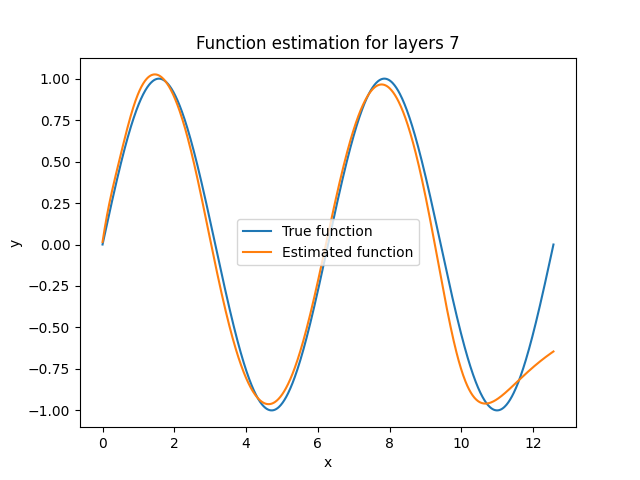 Function estimation for layers 7
1.00
0.75
0.50
0.25
0.00
−0.25
−0.50
−0.75
−1.00
y
True function
Estimated function
0 2 4 6 8 10 12
x